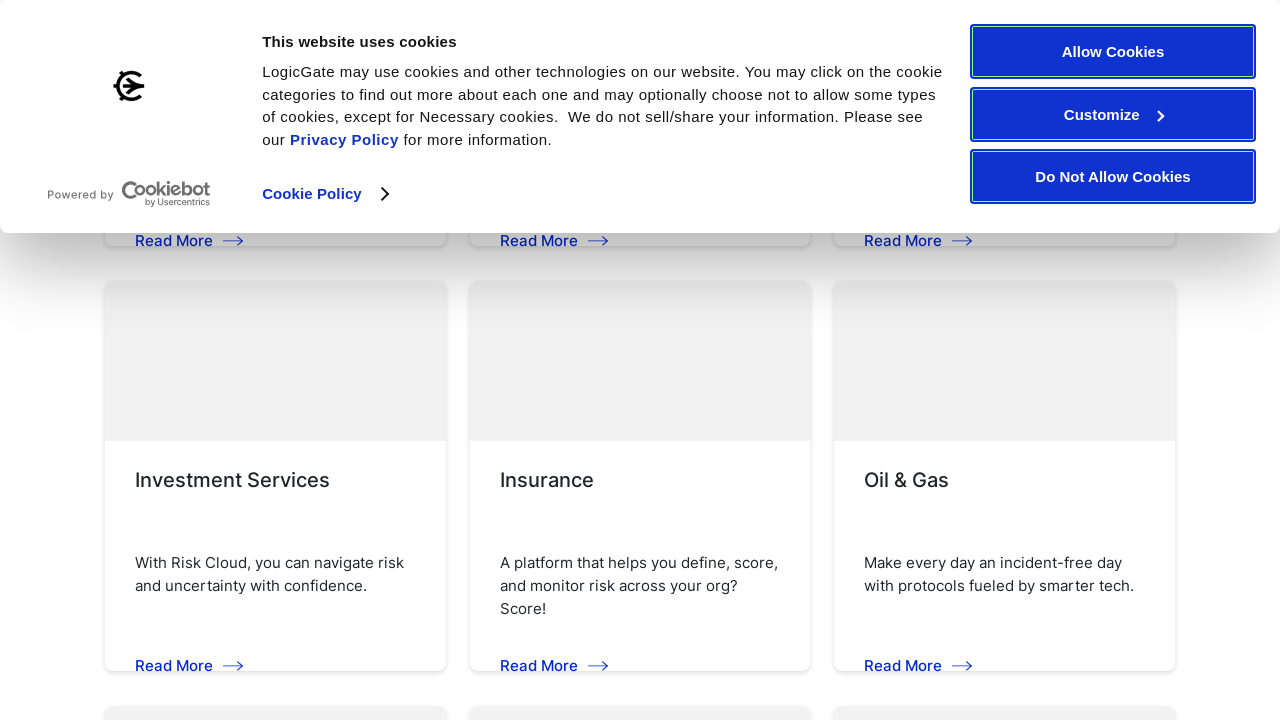 This website uses cookies
LogicGate may use cookies and other technologies on our website. You may click on the cookie
categories to find out more about each one and may optionally choose not to allow some types
of cookies, except for Necessary cookies.  We do not sell/share your information. Please see
our Privacy Policy for more information.
Cookie Policy
Powered by Cookiebot
by Usercentrics
Allow Cookies
Customize
Do Not Allow Cookies
Read More
Read More
Read More
Investment Services
With Risk Cloud, you can navigate risk
and uncertainty with confidence.
Read More
Insurance
A platform that helps you define, score,
and monitor risk across your org?
Score!
Read More
Oil & Gas
Make every day an incident-free day
with protocols fueled by smarter tech.
Read More